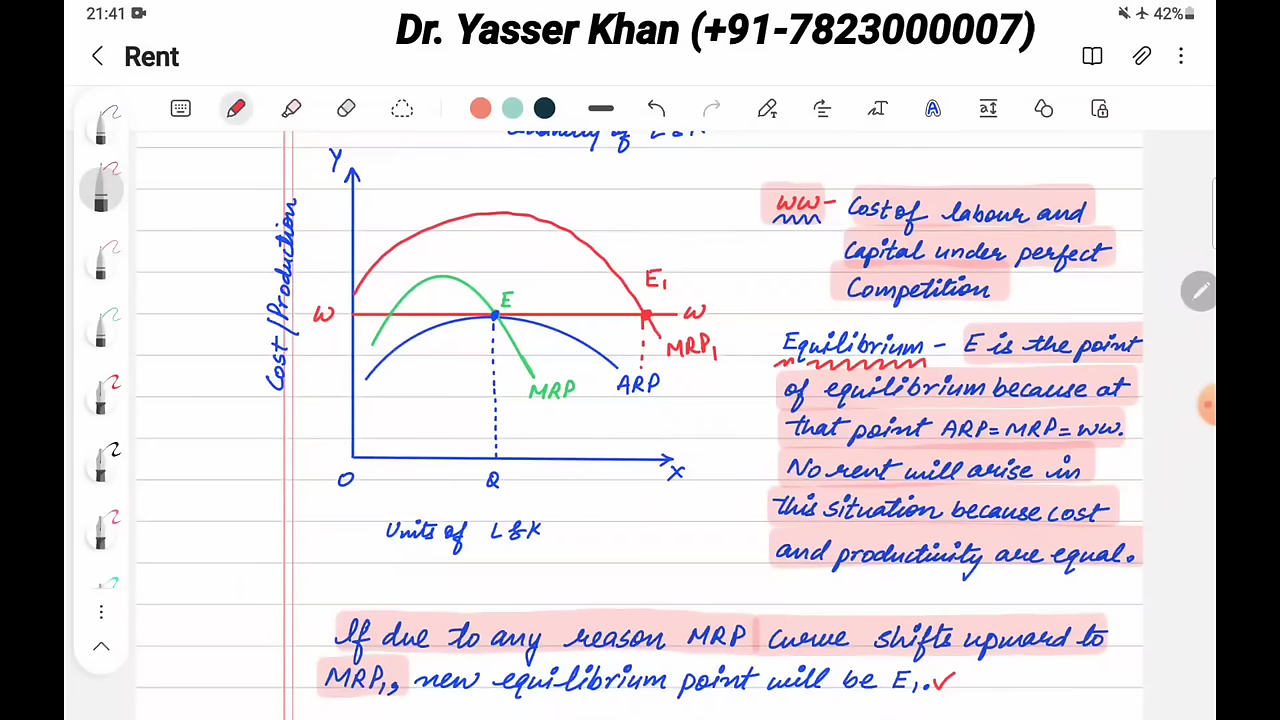 21:41
42%
Dr. Yasser Khan (+91-7823000007)
Rent
Quantity of L&K
Y
Cost/Production
W
E
E₁
W
MRP₁
MRP
ARP
O
Q
X
Units of L&K
WW - Cost of labour and
Capital under perfect
Competition
Equilibrium - E is the point
of equilibrium because at
that point ARP=MRP=WW.
No rent will arise in
this situation because cost
and productivity are equal.
If due to any reason MRP curve shifts upward to
MRP₁, new equilibrium point will be E₁. ✓